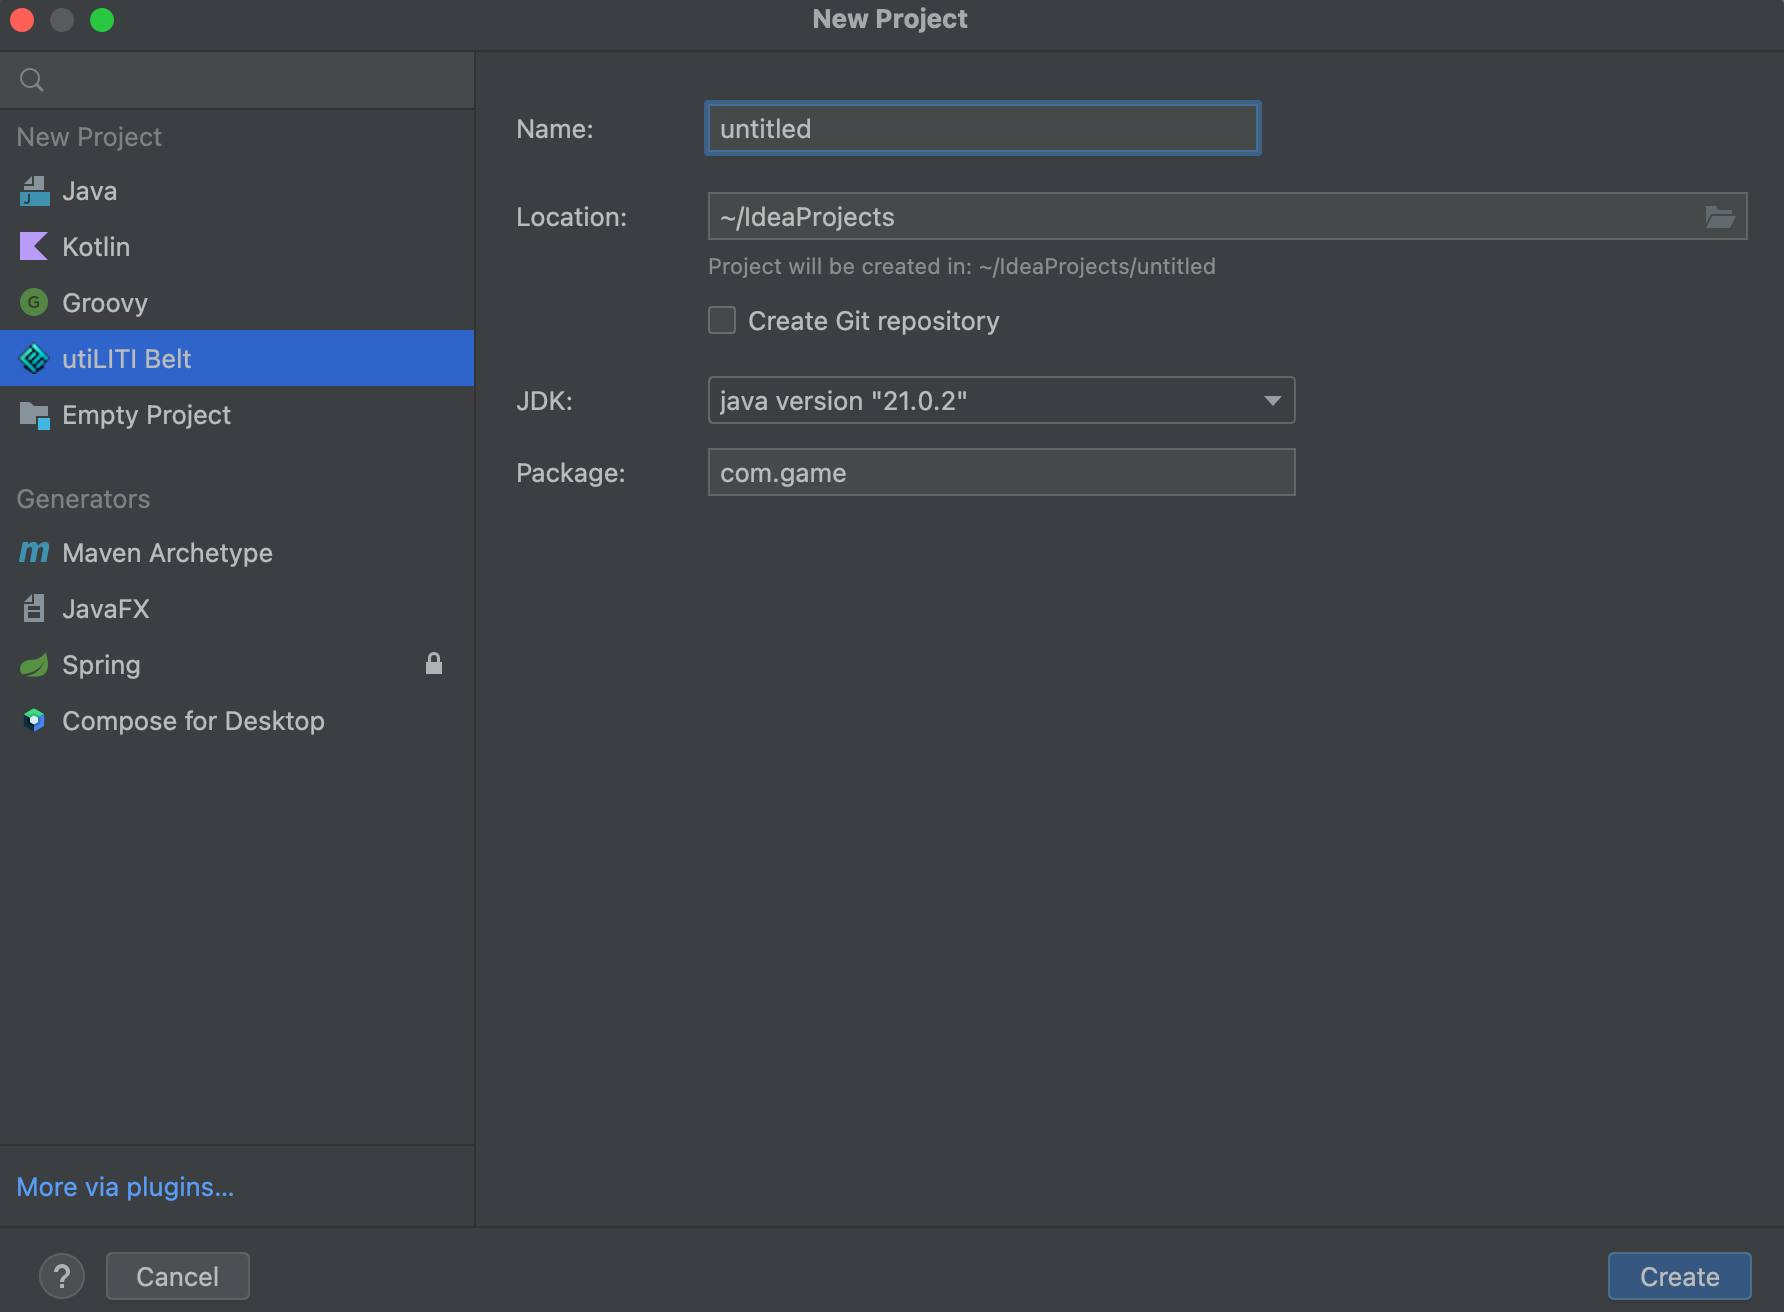 New Project
New Project
Java
Kotlin
G
Groovy
utiLITI Belt
Empty Project
Generators
m
Maven Archetype
JavaFX
Spring
Compose for Desktop
More via plugins...
Name:
untitled
Location:
~/IdeaProjects
Project will be created in: ~/IdeaProjects/untitled
Create Git repository
JDK:
java version "21.0.2"
Package:
com.game
?
Cancel
Create